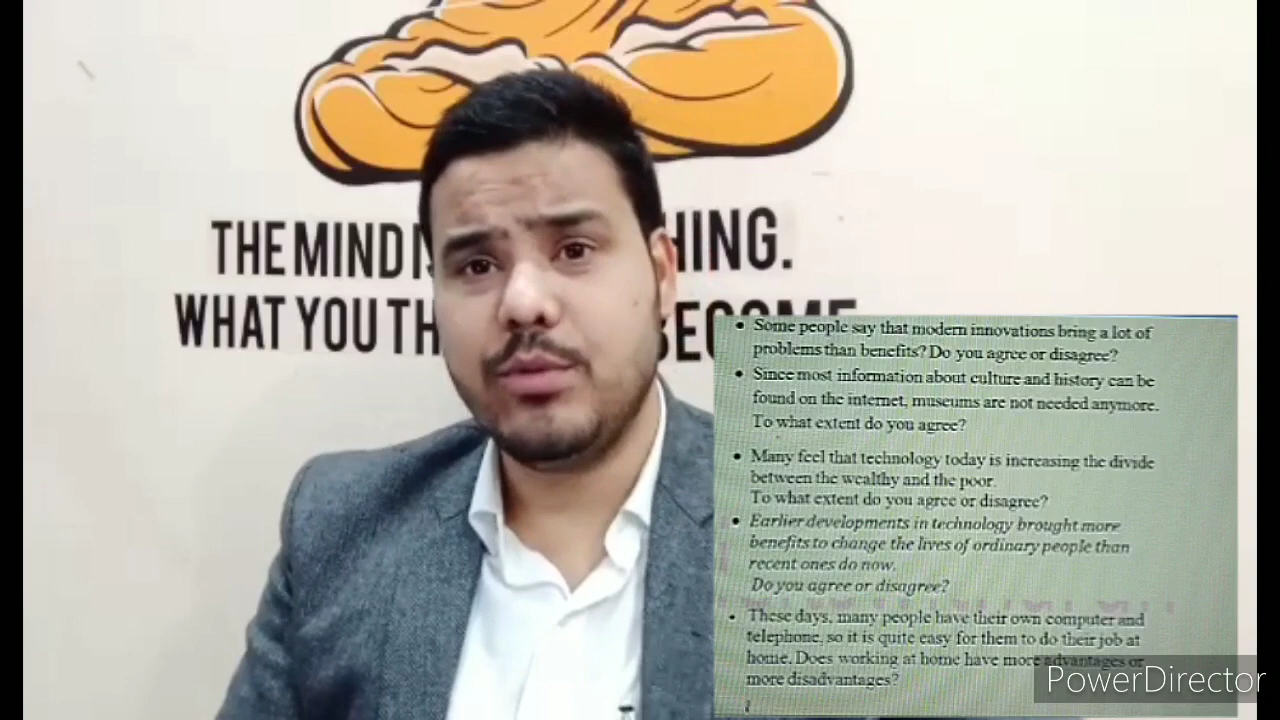 THE MIND
HING.
WHAT YOU TH
BECOME
• Some people say that modern innovations bring a lot of
problems than benefits? Do you agree or disagree?
• Since most information about culture and history can be
found on the internet, museums are not needed anymore.
To what extent do you agree?
• Many feel that technology today is increasing the divide
between the wealthy and the poor.
To what extent do you agree or disagree?
• Earlier developments in technology brought more
benefits to change the lives of ordinary people than
recent ones do now.
Do you agree or disagree?
• These days, many people have their own computer and
telephone, so it is quite easy for them to do their job at
home. Does working at home have more advantages or
more disadvantages?
PowerDirector